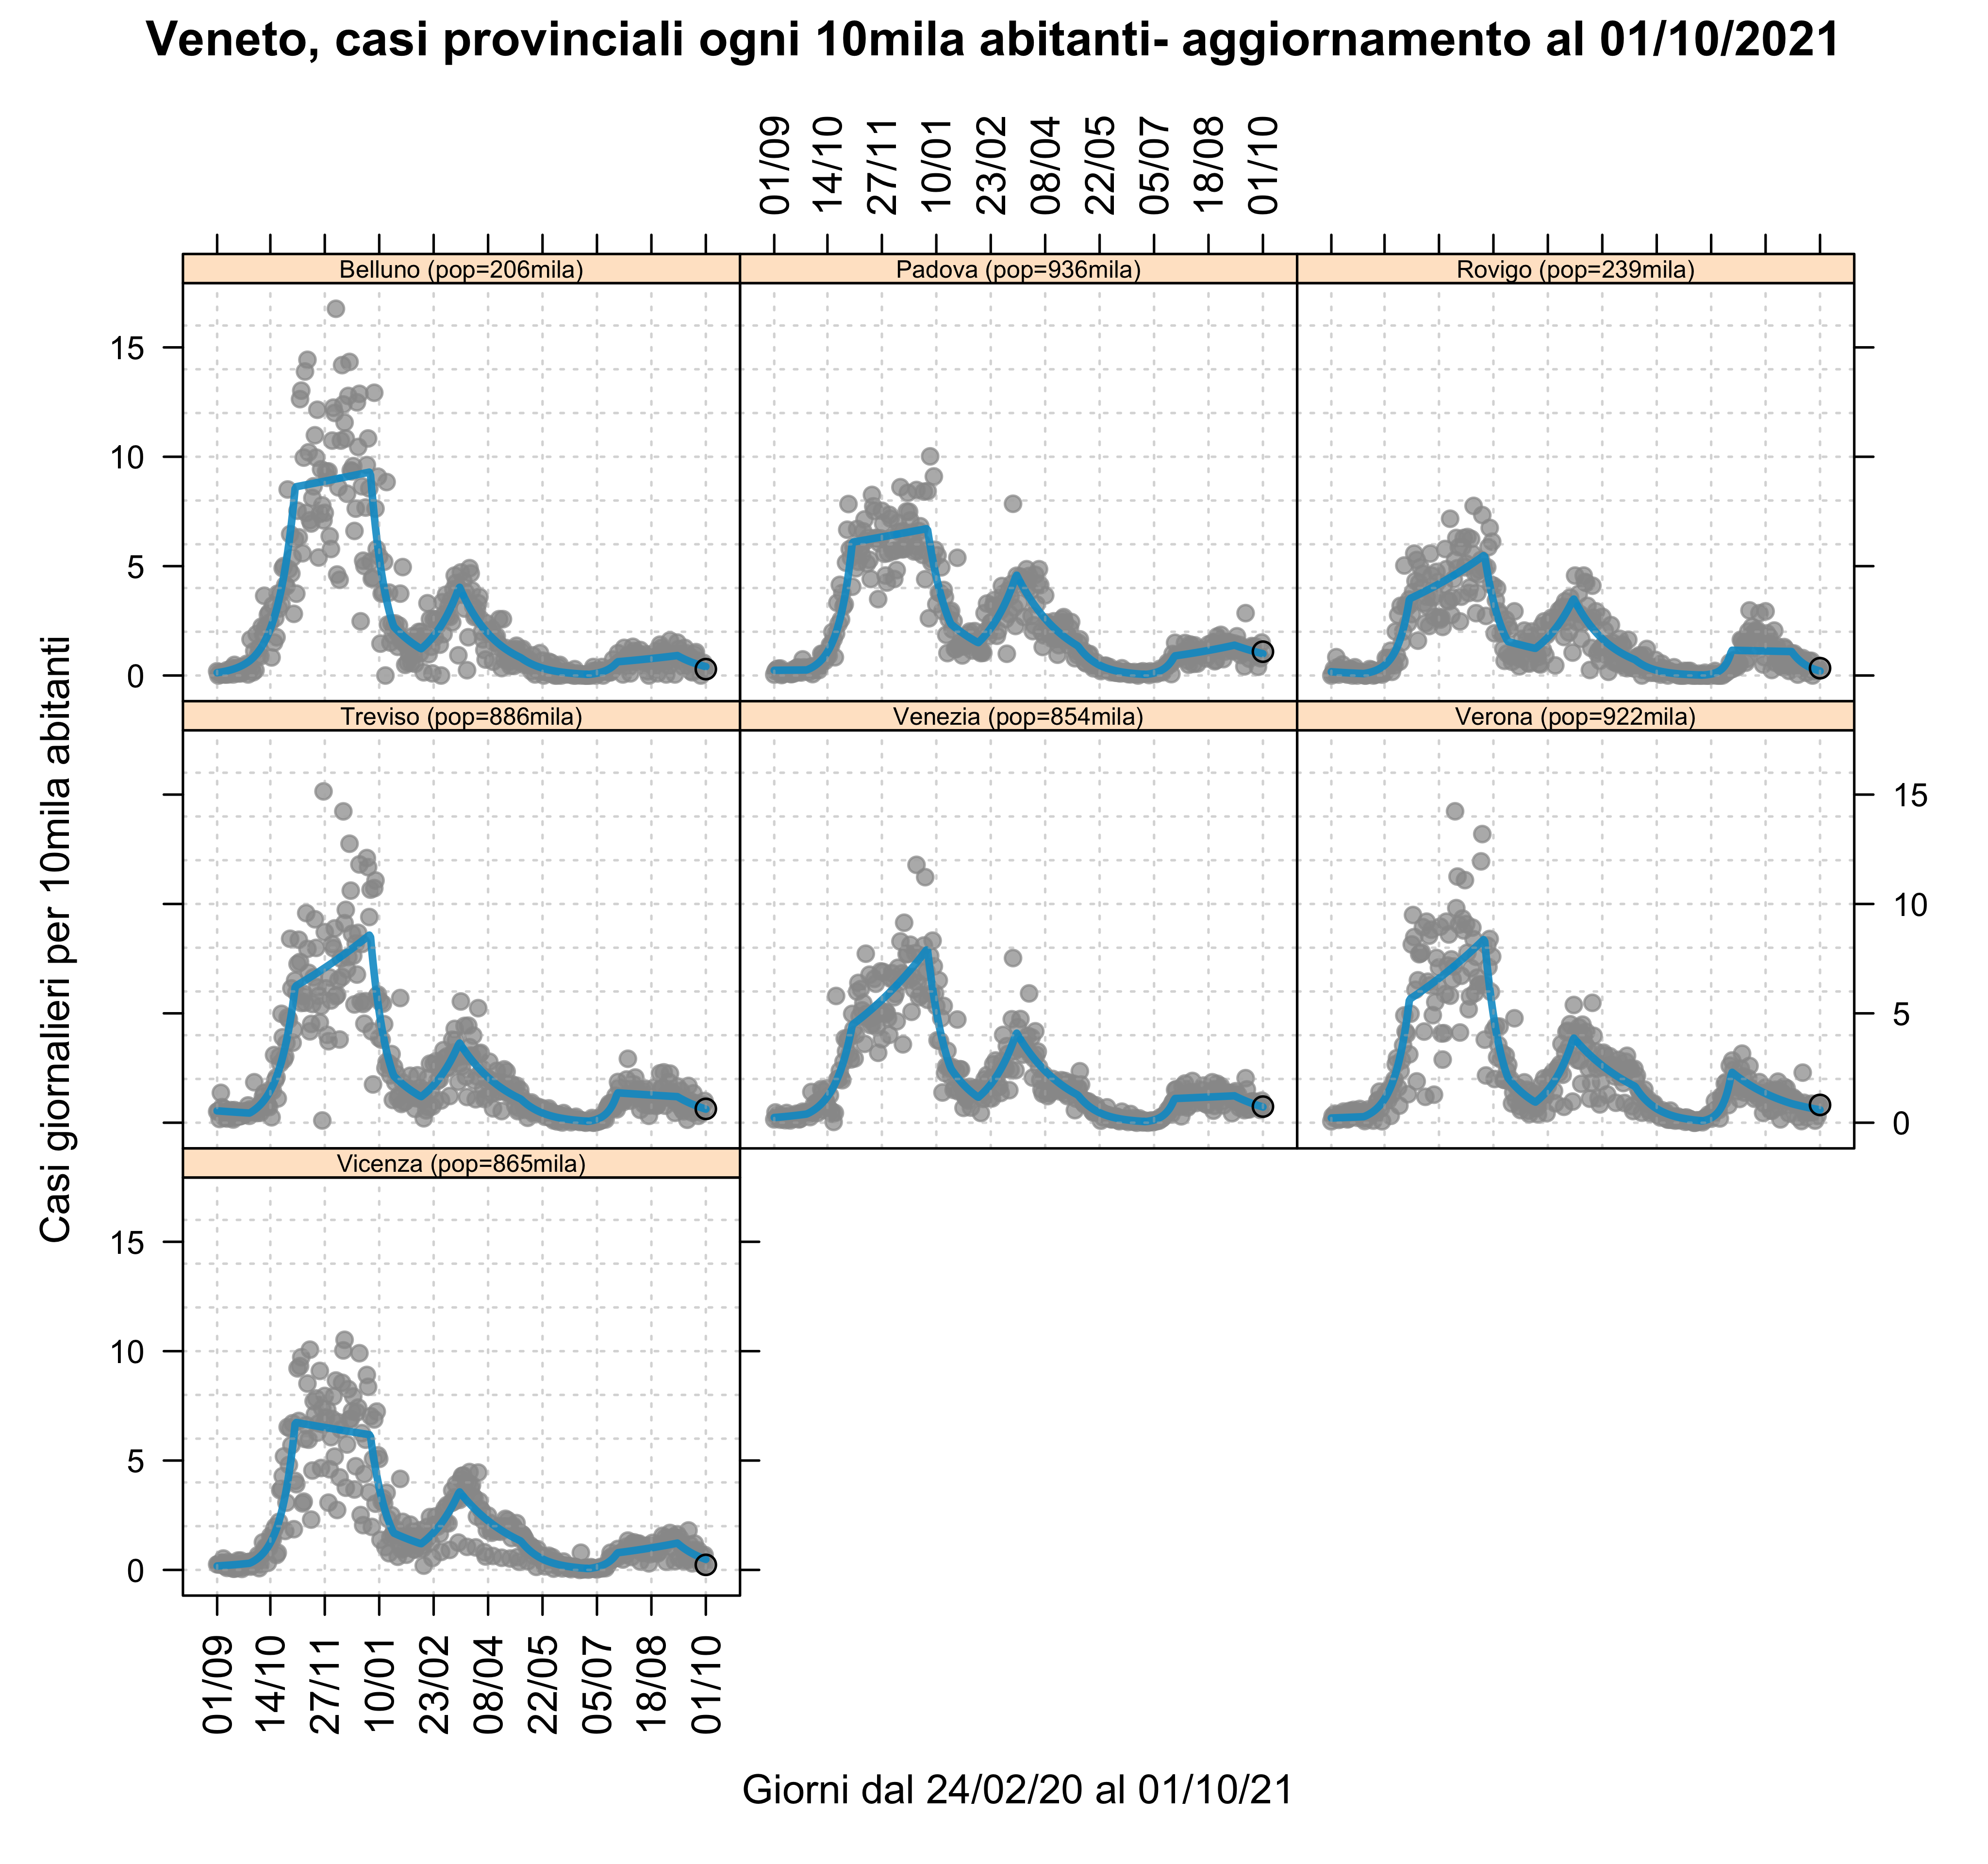 Veneto, casi provinciali ogni 10mila abitanti- aggiornamento al 01/10/2021
01/09 14/10 27/11 10/01 23/02 08/04 22/05 05/07 18/08 01/10
Belluno (pop=206mila) Padova (pop=936mila) Rovigo (pop=239mila)
15
10
5
0
Treviso (pop=886mila) Venezia (pop=854mila) Verona (pop=922mila)
15
10
5
0
Vicenza (pop=865mila)
15
10
5
0
01/09 14/10 27/11 10/01 23/02 08/04 22/05 05/07 18/08 01/10
Casi giornalieri per 10mila abitanti
Giorni dal 24/02/20 al 01/10/21